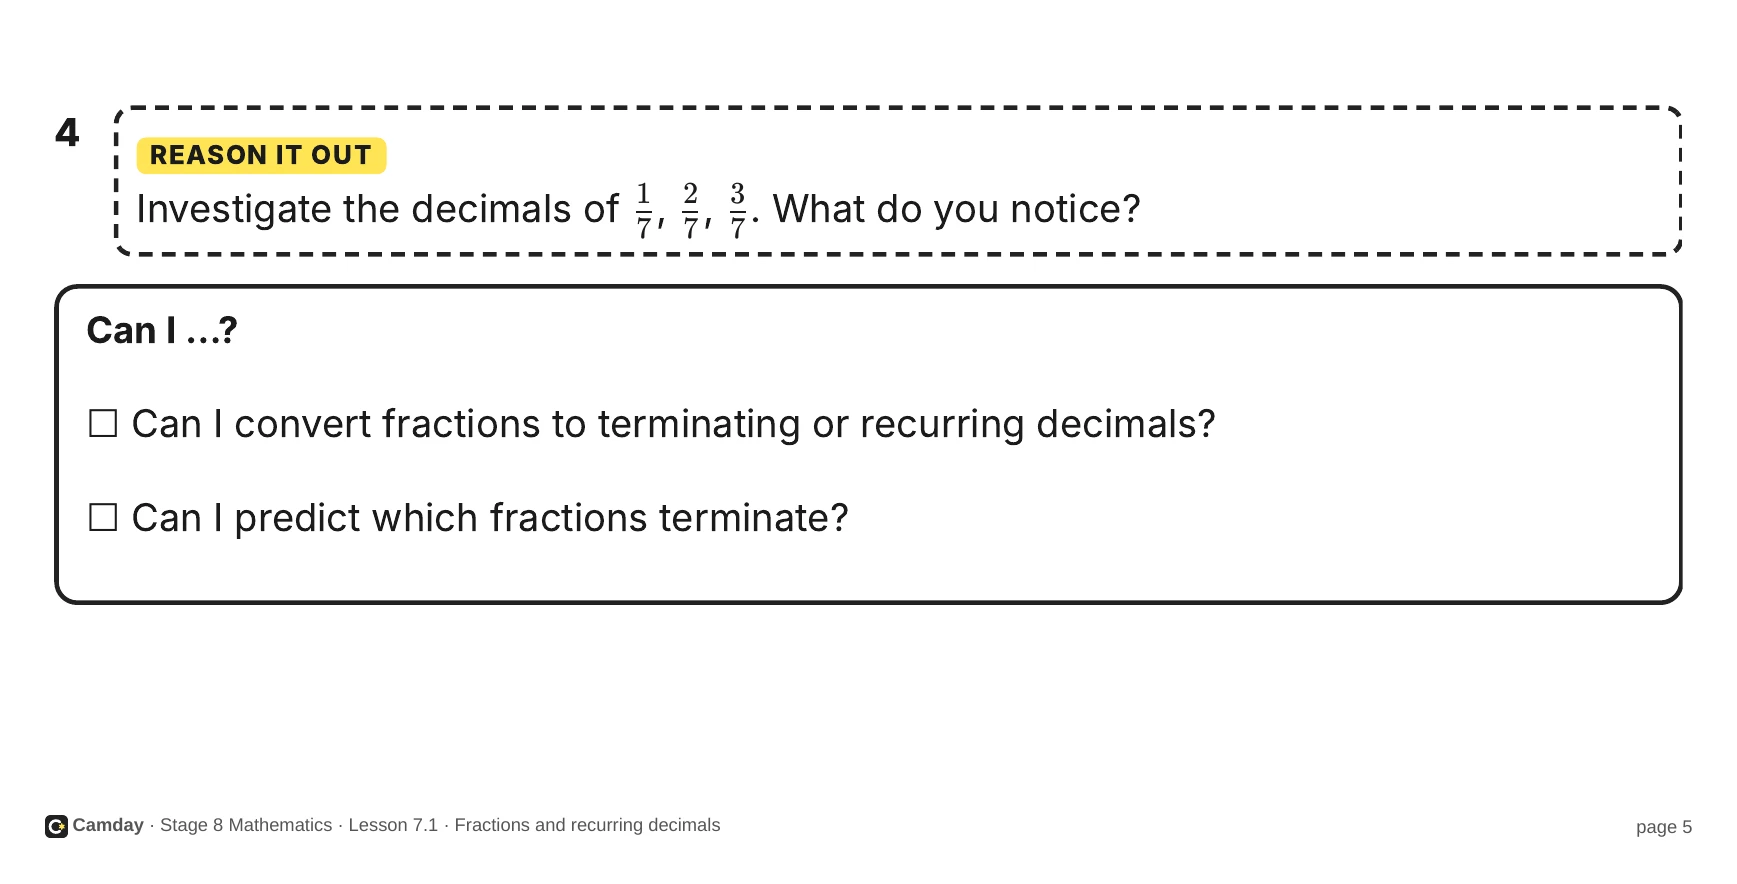 4
REASON IT OUT
Investigate the decimals of 1/7, 2/7, 3/7. What do you notice?
Can I …?
☐ Can I convert fractions to terminating or recurring decimals?
☐ Can I predict which fractions terminate?
Camday · Stage 8 Mathematics · Lesson 7.1 · Fractions and recurring decimals
page 5